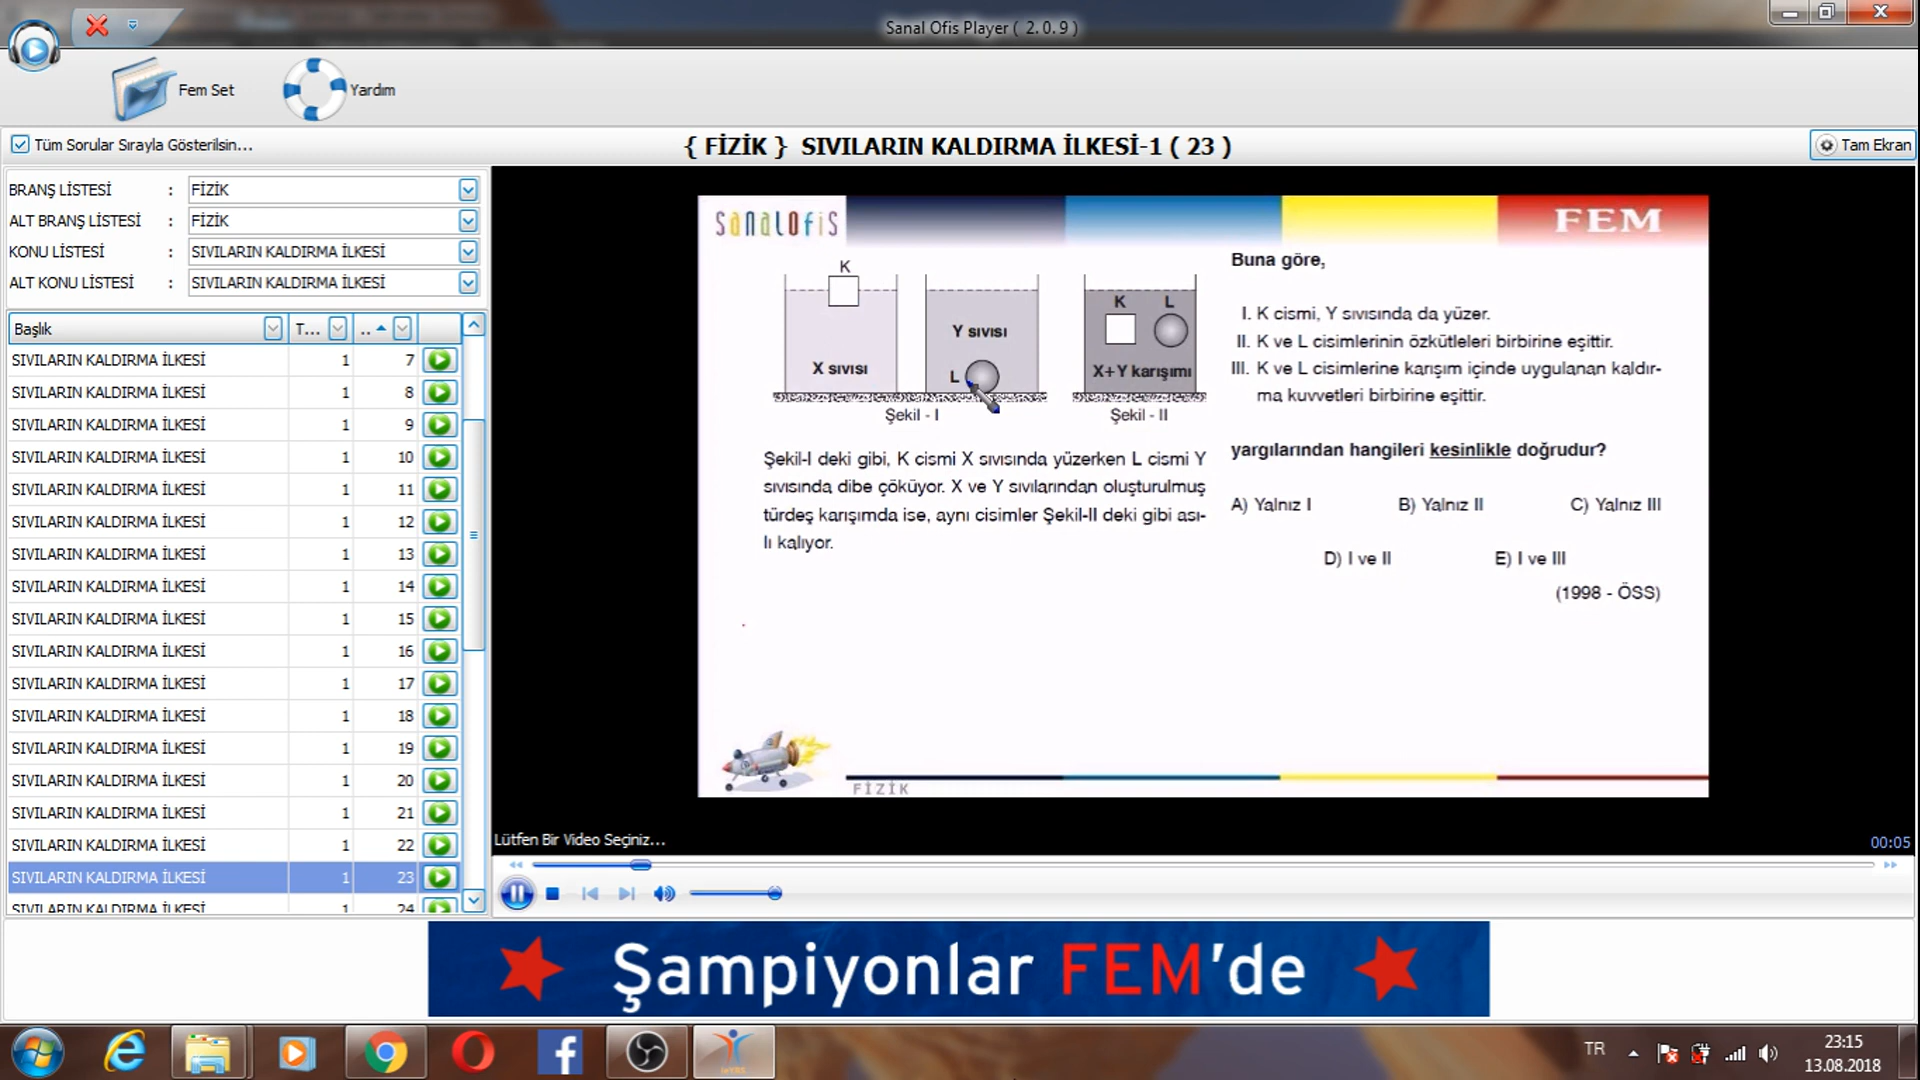 Sanal Ofis Player ( 2.0.9 )
Fem Set
Yardım
Tüm Sorular Sırayla Gösterilsin...
{ FİZİK } SIVILARIN KALDIRMA İLKESİ-1 ( 23 )
Tam Ekran
BRANŞ LİSTESİ : FİZİK
ALT BRANŞ LİSTESİ : FİZİK
KONU LİSTESİ : SIVILARIN KALDIRMA İLKESİ
ALT KONU LİSTESİ : SIVILARIN KALDIRMA İLKESİ
Başlık T... ..
SIVILARIN KALDIRMA İLKESİ 1 7
SIVILARIN KALDIRMA İLKESİ 1 8
SIVILARIN KALDIRMA İLKESİ 1 9
SIVILARIN KALDIRMA İLKESİ 1 10
SIVILARIN KALDIRMA İLKESİ 1 11
SIVILARIN KALDIRMA İLKESİ 1 12
SIVILARIN KALDIRMA İLKESİ 1 13
SIVILARIN KALDIRMA İLKESİ 1 14
SIVILARIN KALDIRMA İLKESİ 1 15
SIVILARIN KALDIRMA İLKESİ 1 16
SIVILARIN KALDIRMA İLKESİ 1 17
SIVILARIN KALDIRMA İLKESİ 1 18
SIVILARIN KALDIRMA İLKESİ 1 19
SIVILARIN KALDIRMA İLKESİ 1 20
SIVILARIN KALDIRMA İLKESİ 1 21
SIVILARIN KALDIRMA İLKESİ 1 22
SIVILARIN KALDIRMA İLKESİ 1 23
SIVILARIN KALDIRMA İLKESİ 1 24
sanalofis
FEM
K
X sıvısı
Y sıvısı
L
Şekil - I
K L
X+Y karışımı
Şekil - II
Şekil-I deki gibi, K cismi X sıvısında yüzerken L cismi Y
sıvısında dibe çöküyor. X ve Y sıvılarından oluşturulmuş
türdeş karışımda ise, aynı cisimler Şekil-II deki gibi ası-
lı kalıyor.
Buna göre,
I. K cismi, Y sıvısında da yüzer.
II. K ve L cisimlerinin özkütleleri birbirine eşittir.
III. K ve L cisimlerine karışım içinde uygulanan kaldır-
ma kuvvetleri birbirine eşittir.
yargılarından hangileri kesinlikle doğrudur?
A) Yalnız I B) Yalnız II C) Yalnız III
D) I ve II E) I ve III
(1998 - ÖSS)
FİZİK
Lütfen Bir Video Seçiniz...
00:05
Şampiyonlar FEM'de
TR
23:15
13.08.2018